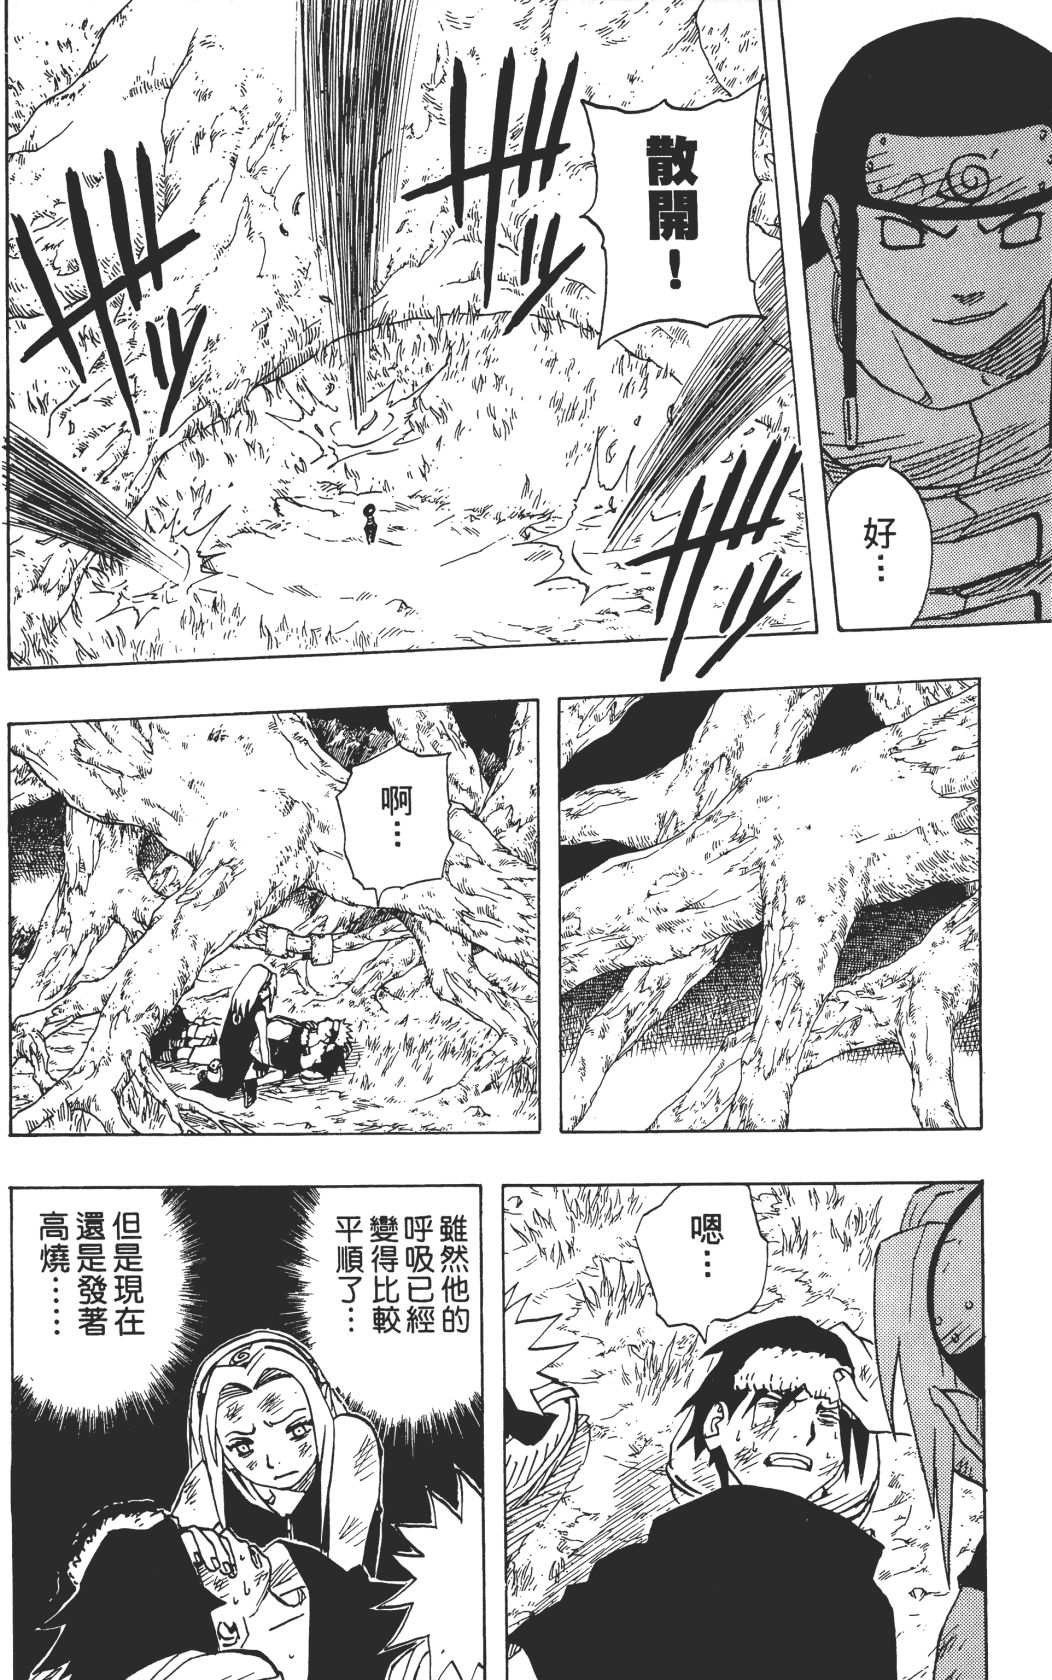 好…
散開！
啊…
嗯…
雖然他的
呼吸已經
變得比較
平順了…
但是現在
還是發著
高燒……